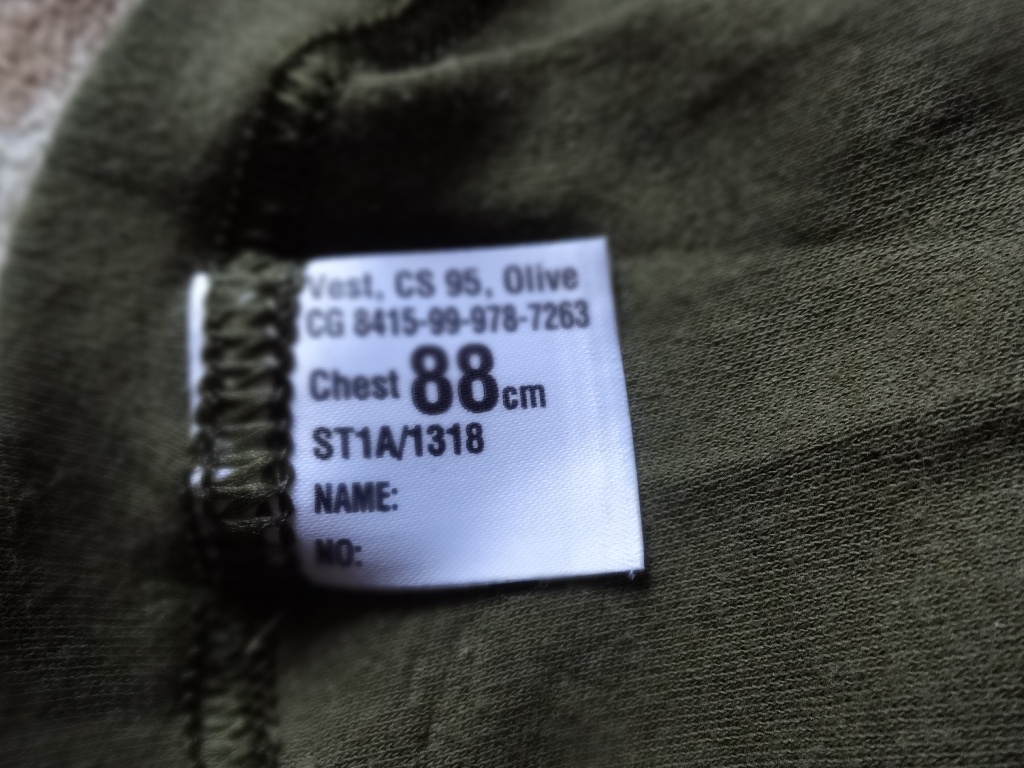 Vest, CS 95, Olive
CG 8415-99-978-7263
Chest 88cm
ST1A/1318
NAME:
NO: